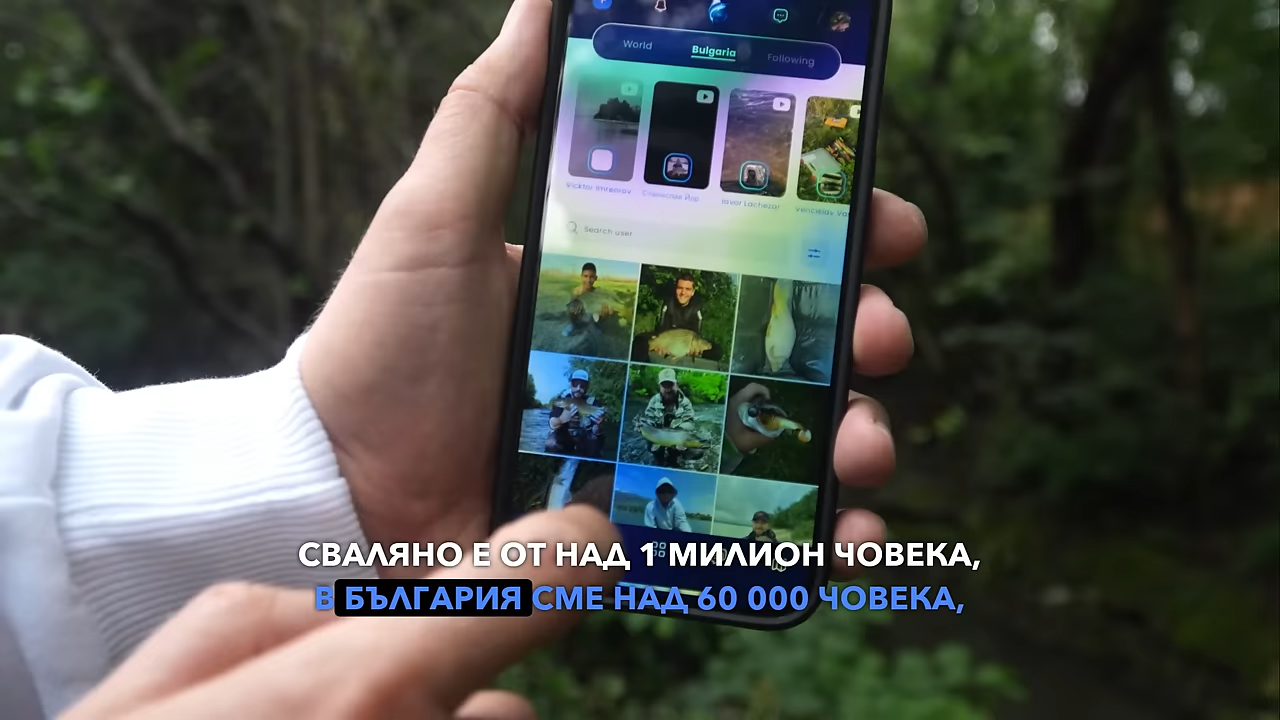 World Bulgaria Following
Search user
СВАЛЯНО Е ОТ НАД 1 МИЛИОН ЧОВЕКА,
В БЪЛГАРИЯ СМЕ НАД 60 000 ЧОВЕКА,